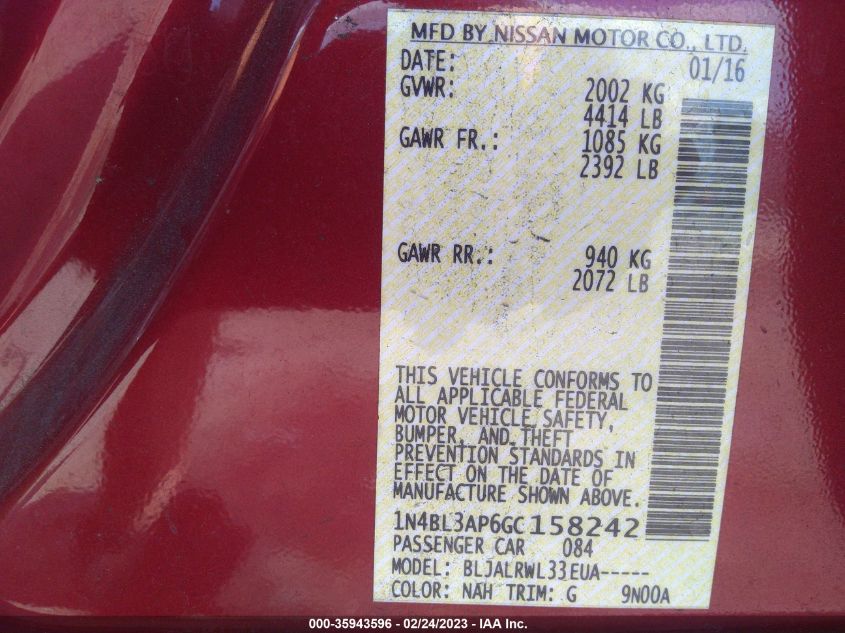 MFD BY NISSAN MOTOR CO., LTD.
DATE: 01/16
GVWR: 2002 KG
4414 LB
GAWR FR.: 1085 KG
2392 LB
GAWR RR.: 940 KG
2072 LB
THIS VEHICLE CONFORMS TO
ALL APPLICABLE FEDERAL
MOTOR VEHICLE SAFETY,
BUMPER, AND THEFT
PREVENTION STANDARDS IN
EFFECT ON THE DATE OF
MANUFACTURE SHOWN ABOVE.
1N4BL3AP6GC158242
PASSENGER CAR 084
MODEL: BLJALRWL33EUA-----
COLOR: NAH TRIM: G 9N00A
000-35943596 - 02/24/2023 - IAA Inc.